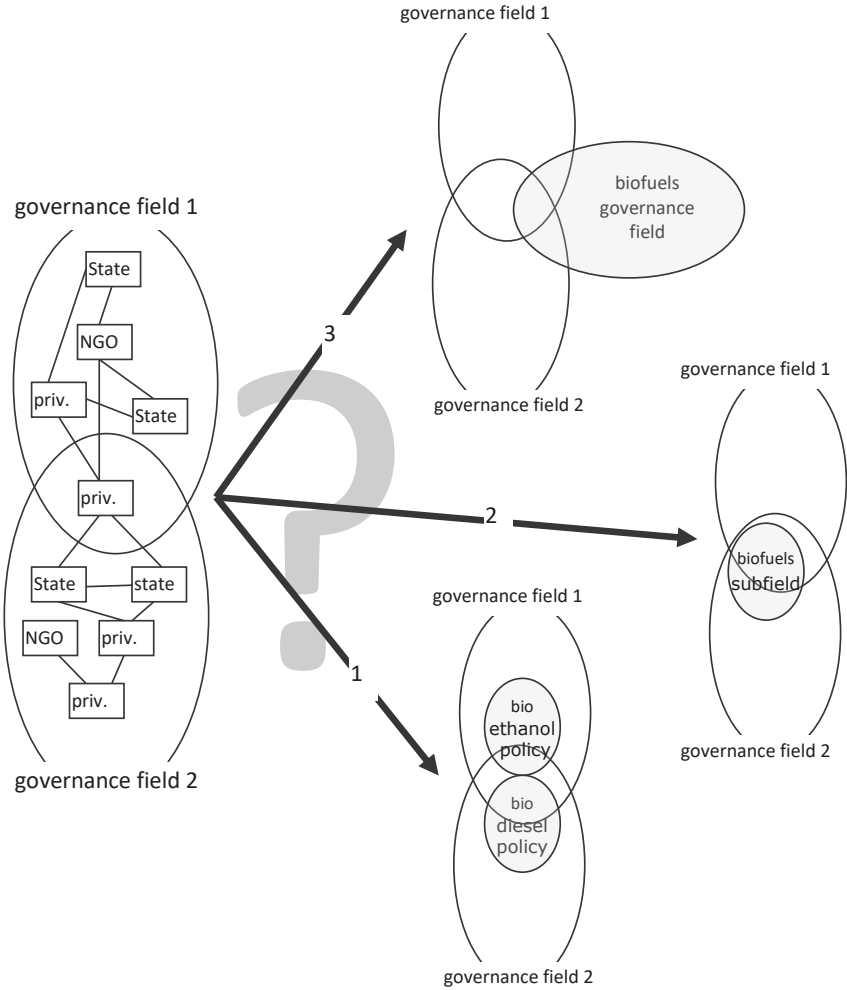 governance field 1
State
NGO
priv.
State
priv.
State
state
NGO
priv.
priv.
governance field 2
?
3
2
1
governance field 1
biofuels
governance
field
governance field 2
governance field 1
biofuels
subfield
governance field 2
governance field 1
bio
ethanol
policy
bio
diesel
policy
governance field 2